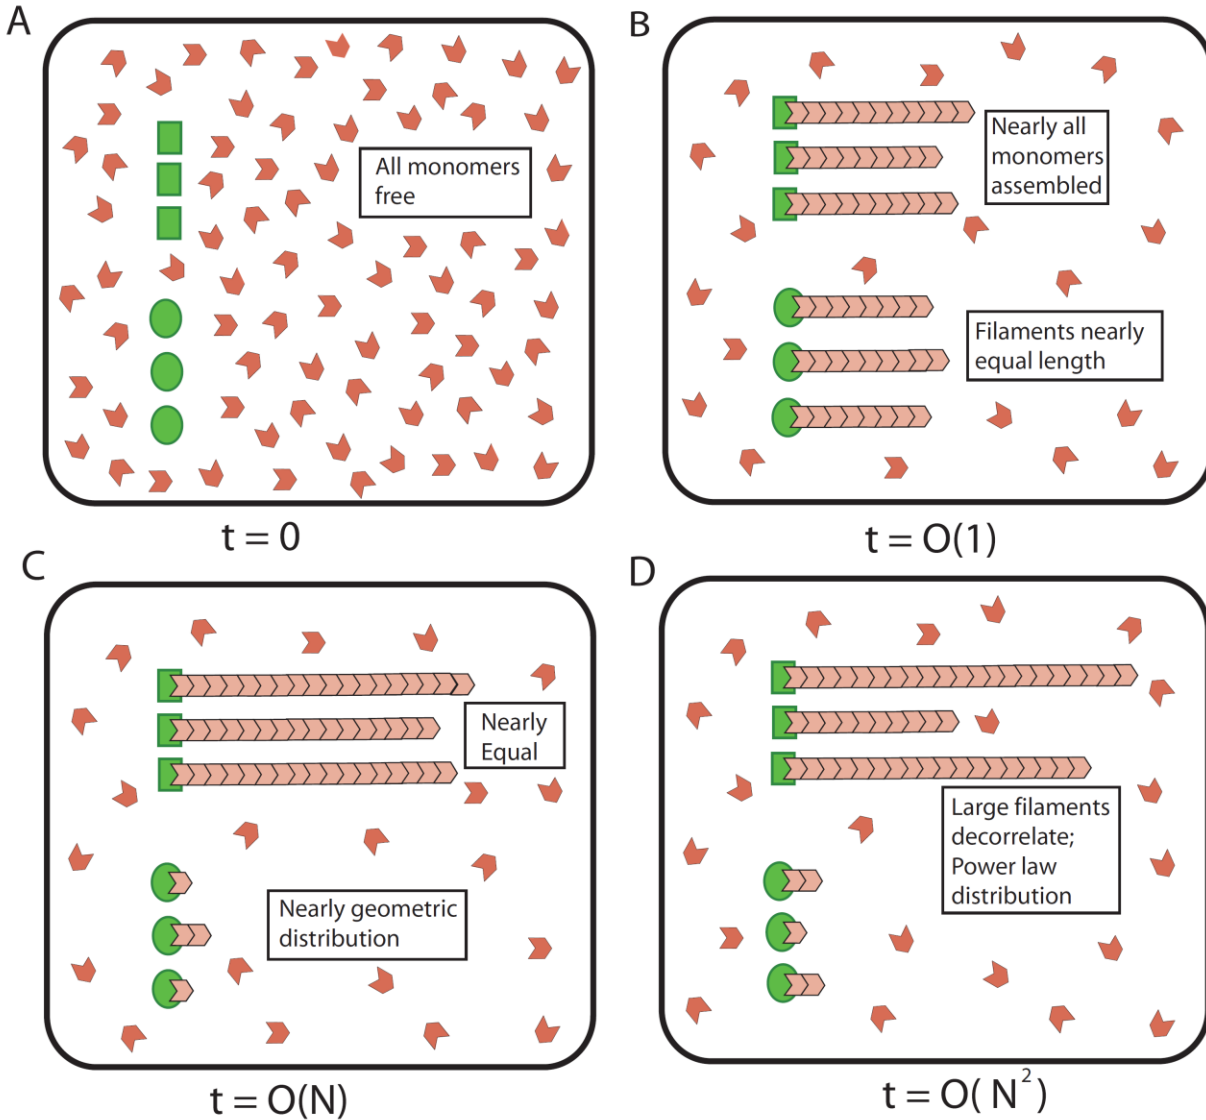 A
All monomers
free
t = 0
B
Nearly all
monomers
assembled
Filaments nearly
equal length
t = O(1)
C
Nearly
Equal
Nearly geometric
distribution
t = O(N)
D
Large filaments
decorrelate;
Power law
distribution
t = O( N²)